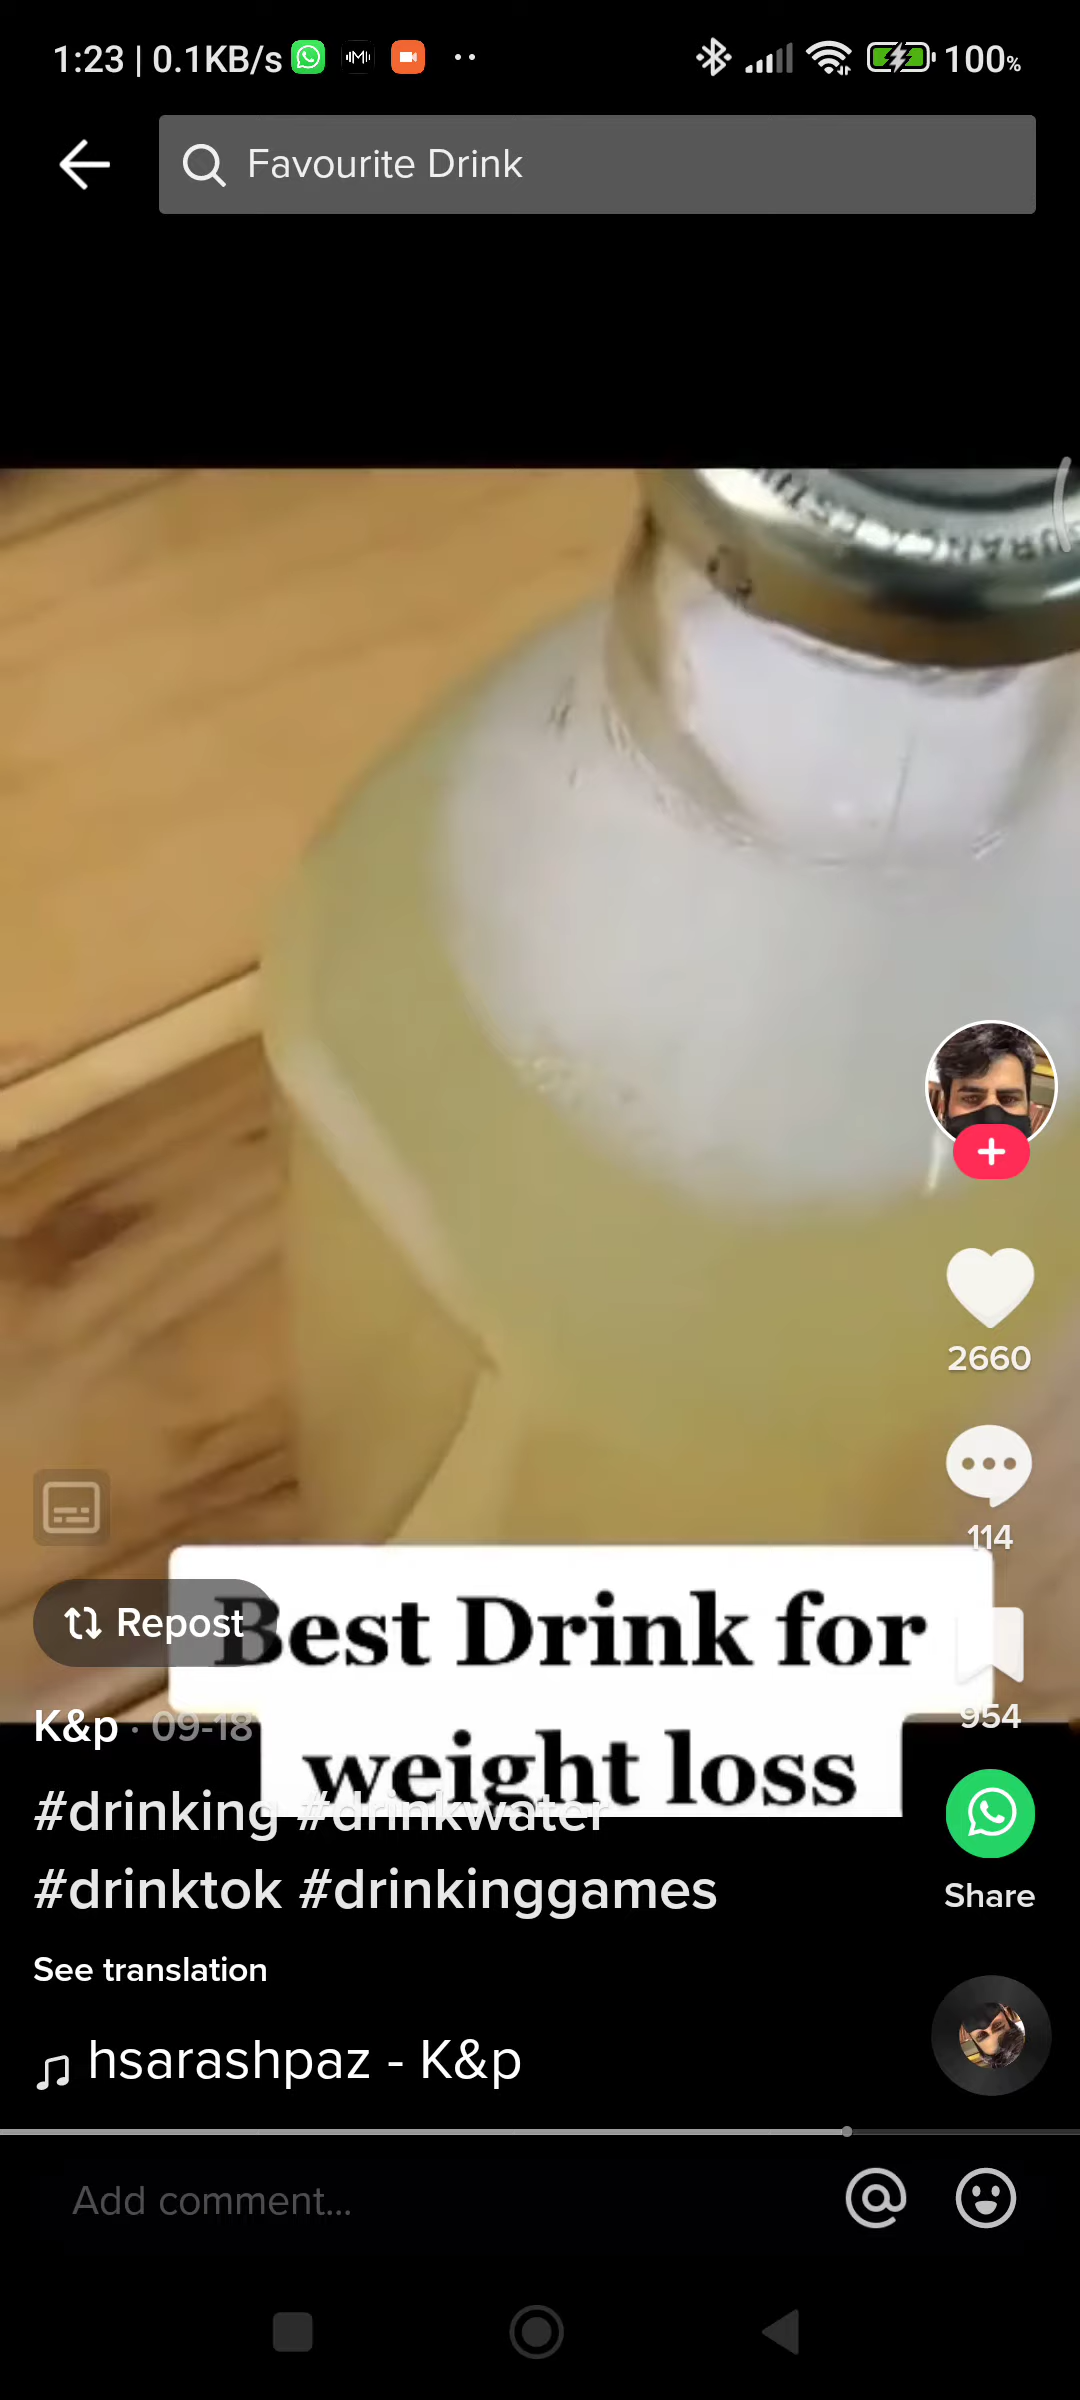 1:23 | 0.1KB/s
100%
Favourite Drink
2660
114
Best Drink for
Repost
954
K&p · 09-18
weight loss
#drinking #drinkwater
#drinktok #drinkinggames
Share
See translation
hsarashpaz - K&p
Add comment...